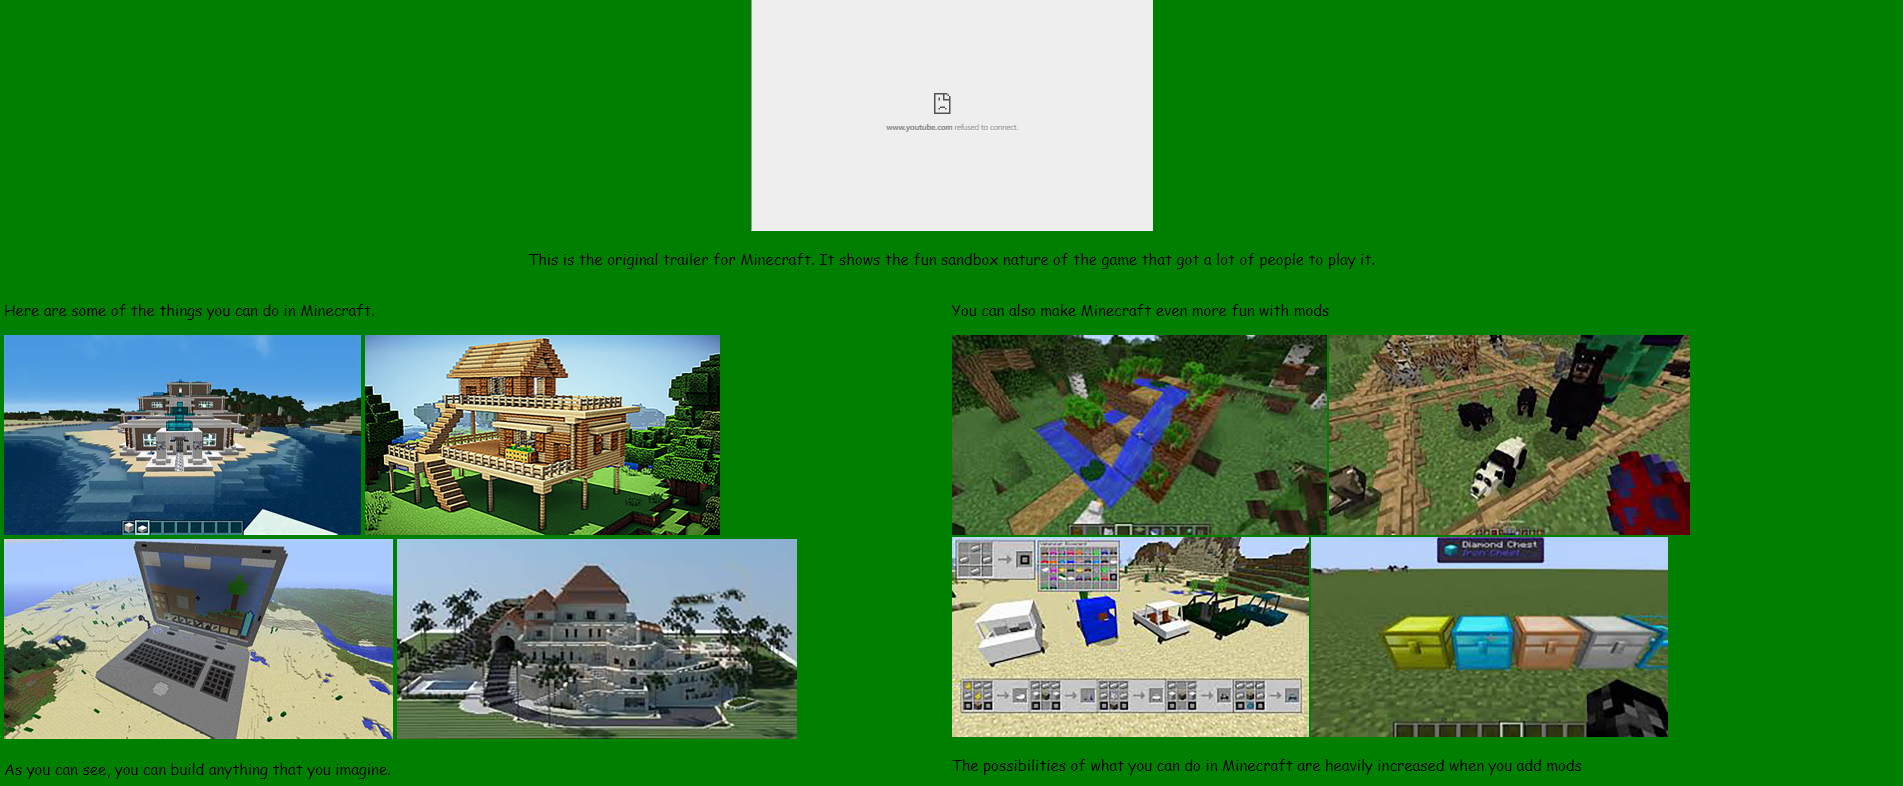 www.youtube.com refused to connect.
This is the original trailer for Minecraft. It shows the fun sandbox nature of the game that got a lot of people to play it.
Here are some of the things you can do in Minecraft.
As you can see, you can build anything that you imagine.
You can also make Minecraft even more fun with mods
Diamond Chest
Iron Chest
The possibilities of what you can do in Minecraft are heavily increased when you add mods